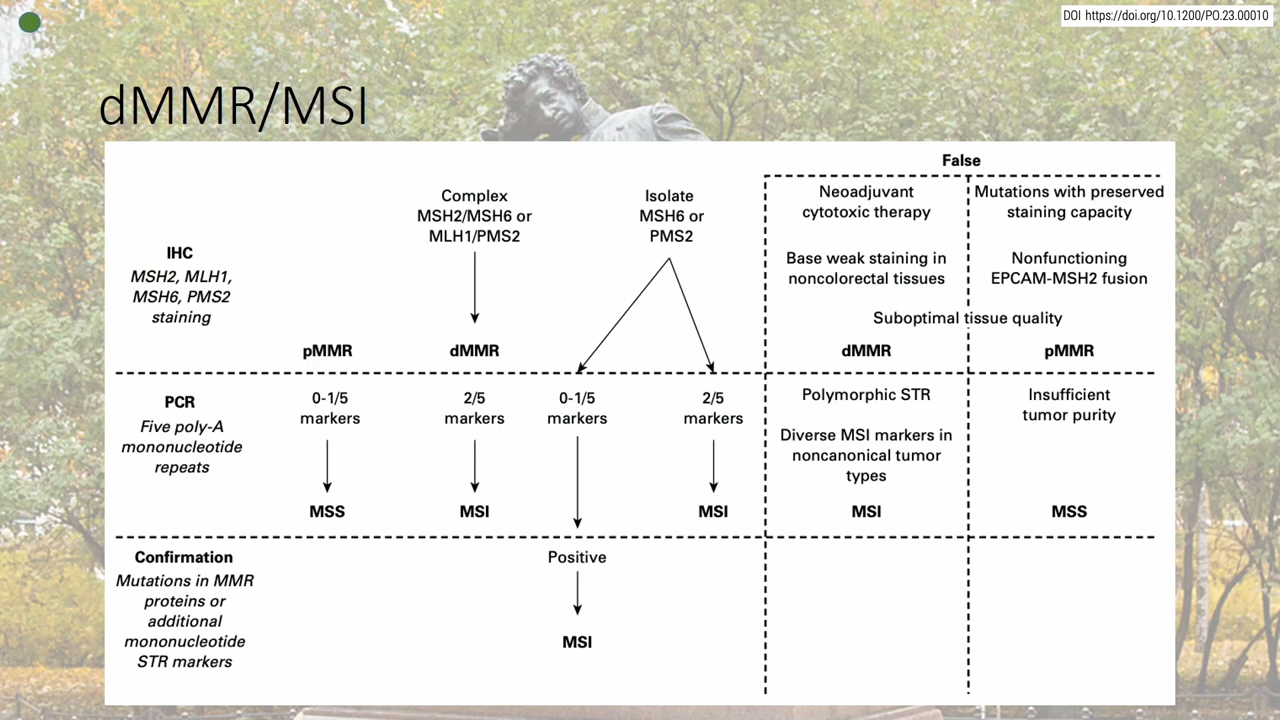 DOI https://doi.org/10.1200/PO.23.00010
dMMR/MSI
False
Complex
MSH2/MSH6 or
MLH1/PMS2
Isolate
MSH6 or
PMS2
Neoadjuvant
cytotoxic therapy
Mutations with preserved
staining capacity
IHC
MSH2, MLH1,
MSH6, PMS2
staining
Base weak staining in
noncolorectal tissues
Nonfunctioning
EPCAM-MSH2 fusion
Suboptimal tissue quality
pMMR
dMMR
dMMR
pMMR
PCR
Five poly-A
mononucleotide
repeats
0-1/5
markers
2/5
markers
0-1/5
markers
2/5
markers
Polymorphic STR
Diverse MSI markers in
noncanonical tumor
types
Insufficient
tumor purity
MSS
MSI
MSI
MSI
MSS
Confirmation
Mutations in MMR
proteins or
additional
mononucleotide
STR markers
Positive
MSI